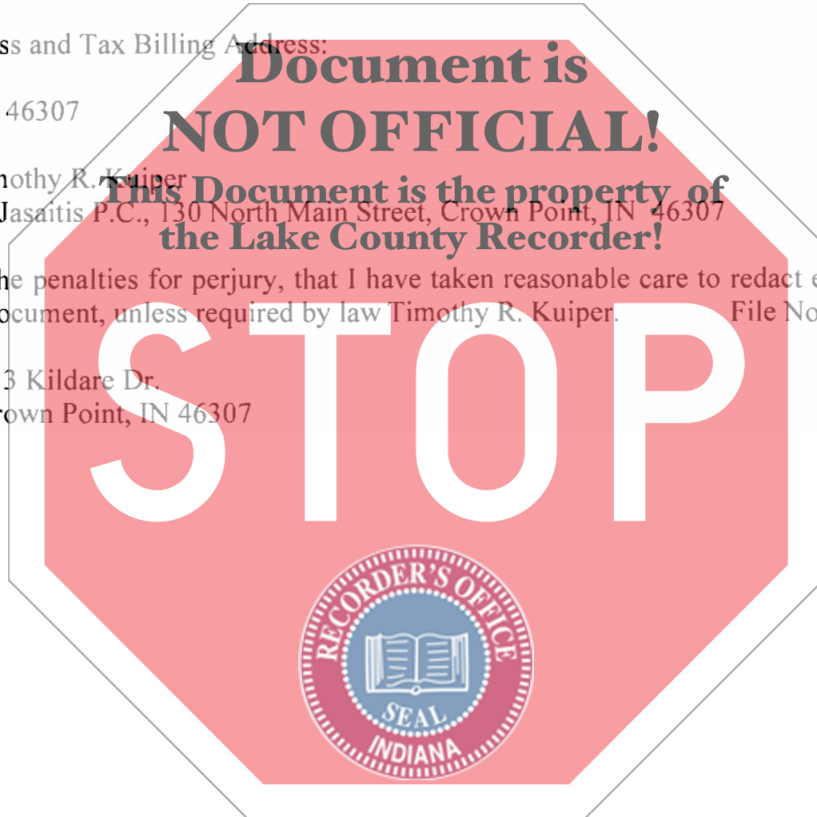 ss and Tax Billing Address:
Document is
46307
NOT OFFICIAL!
nothy R. Kuiper
This Document is the property of
Jasaitis P.C., 130 North Main Street, Crown Point, IN 46307
the Lake County Recorder!
he penalties for perjury, that I have taken reasonable care to redact e
ocument, unless required by law Timothy R. Kuiper. File No
STOP
3 Kildare Dr.
rown Point, IN 46307
RECORDER'S OFFICE
SEAL
INDIANA